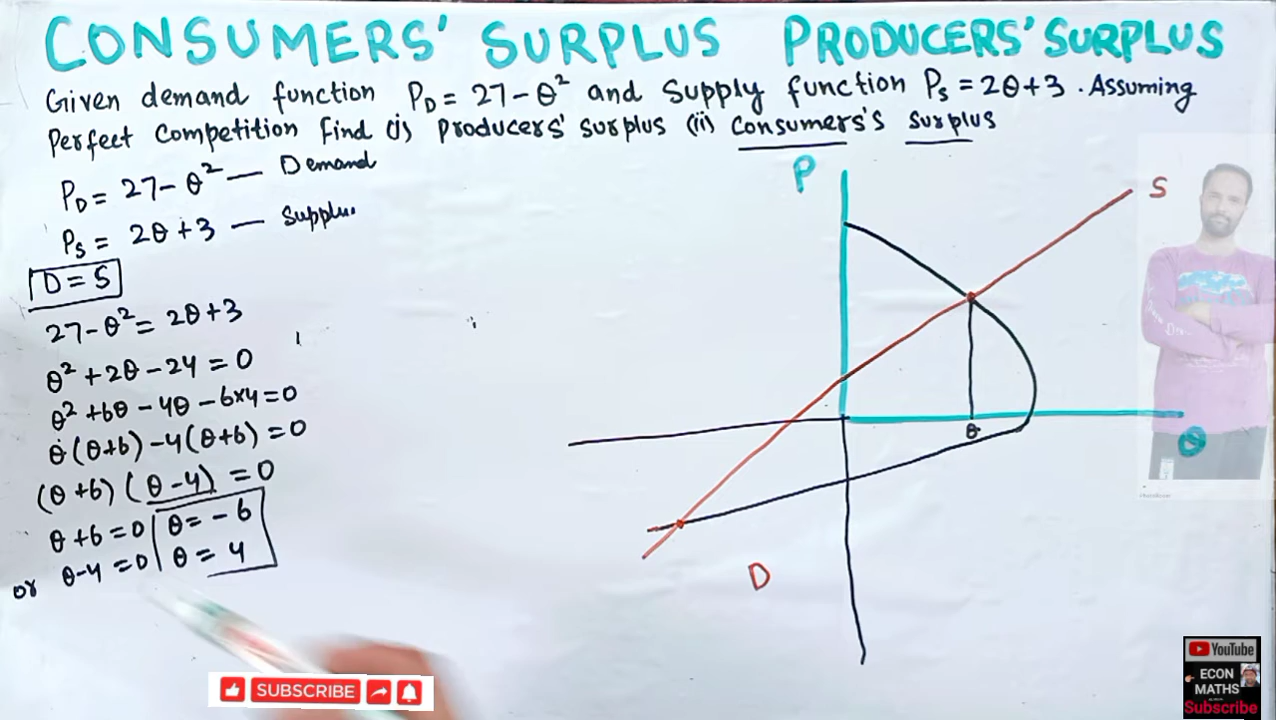 CONSUMERS' SURPLUS PRODUCERS' SURPLUS
Given demand function P_D = 27 - θ² and Supply function P_S = 2θ+3. Assuming
Perfect Competition Find (i) Producers' surplus (ii) Consumers's Surplus
P_D = 27 - θ² — Demand
P_S = 2θ+3 — Supplu
D = S
27 - θ² = 2θ+3
θ² + 2θ - 24 = 0
θ² + 6θ - 4θ - 6×4 = 0
θ(θ+6) - 4(θ+6) = 0
(θ+6)(θ-4) = 0
θ+6 = 0 θ = - 6
or θ-4 = 0 θ = 4
P
S
θ
θ
D
SUBSCRIBE
YouTube
ECON
MATHS
Subscribe